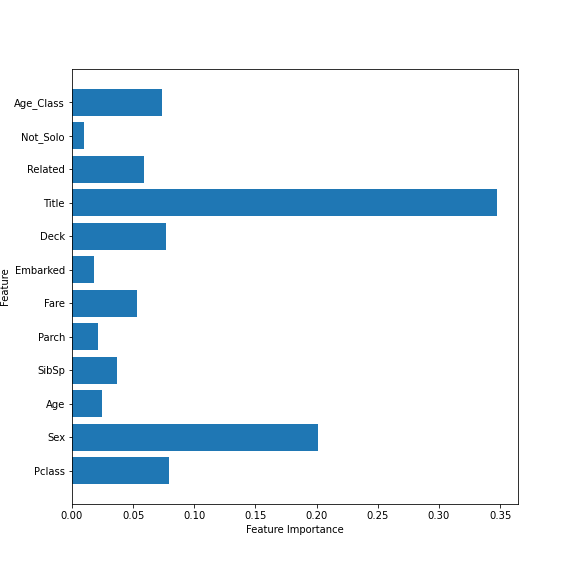 Age_Class
Not_Solo
Related
Title
Deck
Embarked
Fare
Parch
SibSp
Age
Sex
Pclass
Feature
0.00 0.05 0.10 0.15 0.20 0.25 0.30 0.35
Feature Importance